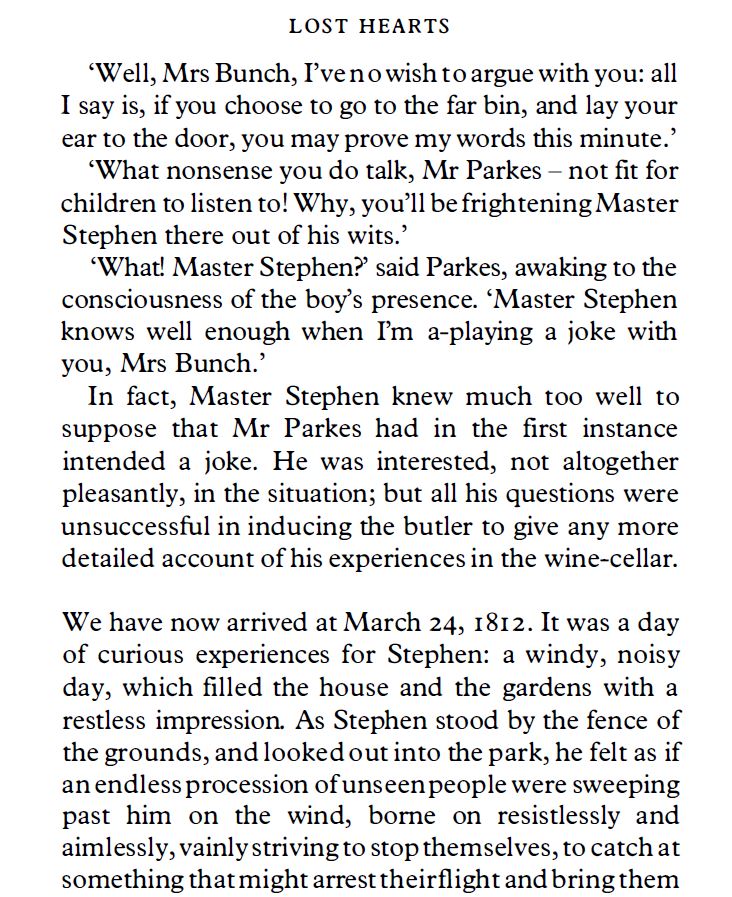 LOST HEARTS
‘Well, Mrs Bunch, I’ve no wish to argue with you: all
I say is, if you choose to go to the far bin, and lay your
ear to the door, you may prove my words this minute.’
‘What nonsense you do talk, Mr Parkes – not fit for
children to listen to! Why, you’ll be frightening Master
Stephen there out of his wits.’
‘What! Master Stephen?’ said Parkes, awaking to the
consciousness of the boy’s presence. ‘Master Stephen
knows well enough when I’m a-playing a joke with
you, Mrs Bunch.’
In fact, Master Stephen knew much too well to
suppose that Mr Parkes had in the first instance
intended a joke. He was interested, not altogether
pleasantly, in the situation; but all his questions were
unsuccessful in inducing the butler to give any more
detailed account of his experiences in the wine-cellar.

We have now arrived at March 24, 1812. It was a day
of curious experiences for Stephen: a windy, noisy
day, which filled the house and the gardens with a
restless impression. As Stephen stood by the fence of
the grounds, and looked out into the park, he felt as if
an endless procession of unseen people were sweeping
past him on the wind, borne on resistlessly and
aimlessly, vainly striving to stop themselves, to catch at
something that might arrest their flight and bring them